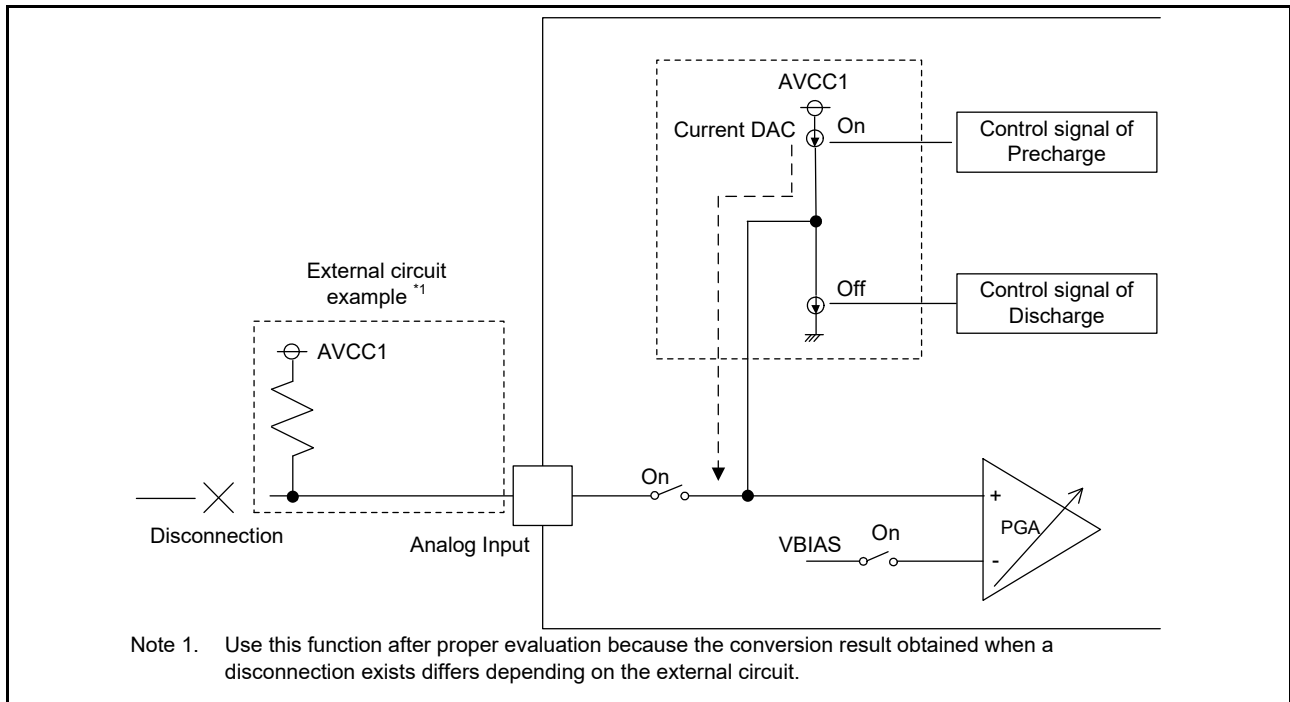 AVCC1
Current DAC
On
Control signal of
Precharge
Off
Control signal of
Discharge
External circuit
example *1
AVCC1
Disconnection
Analog Input
On
VBIAS
On
+
-
PGA
Note 1. Use this function after proper evaluation because the conversion result obtained when a
disconnection exists differs depending on the external circuit.